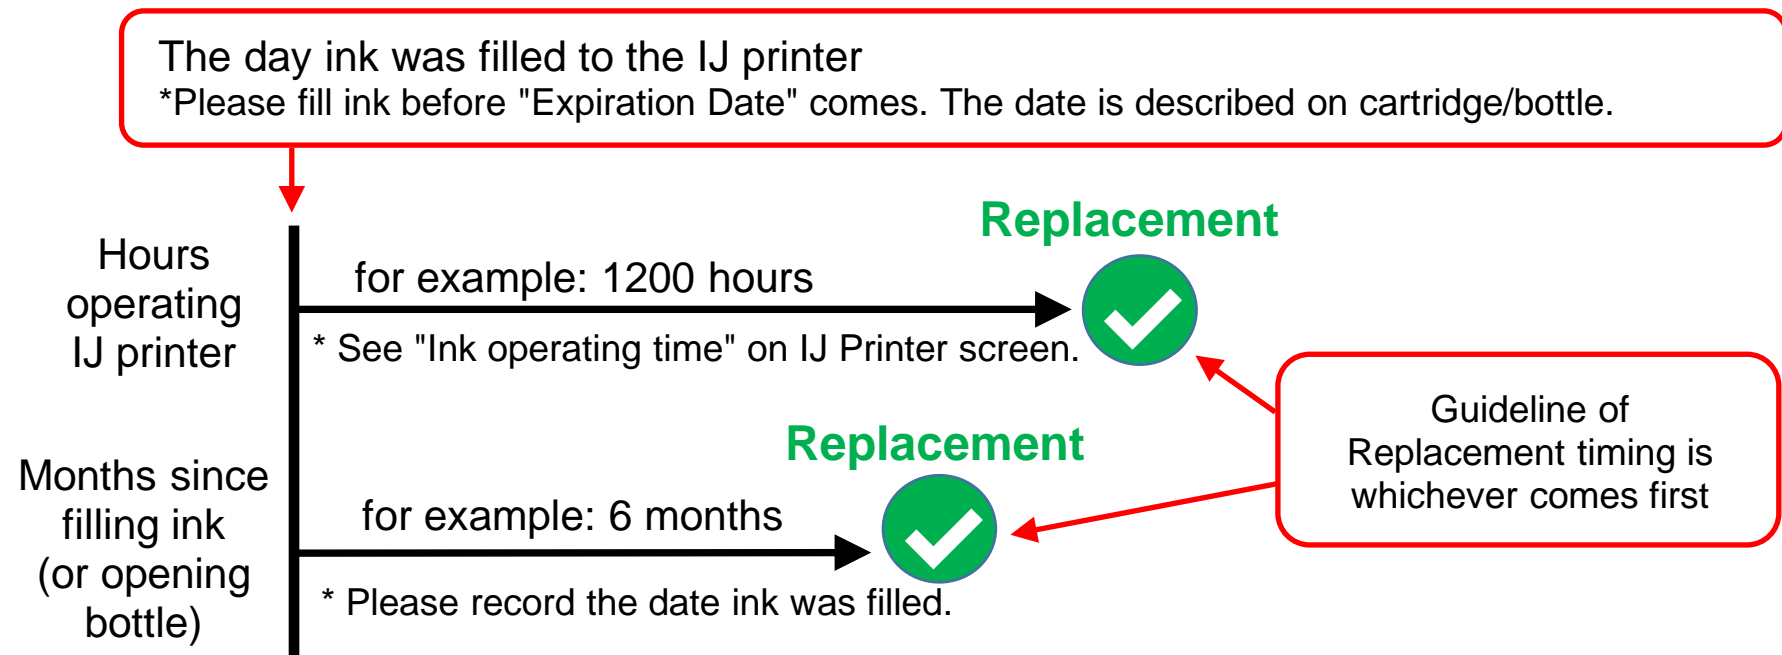 The day ink was filled to the IJ printer
*Please fill ink before "Expiration Date" comes. The date is described on cartridge/bottle.
Replacement
Hours
operating
IJ printer
for example: 1200 hours
* See "Ink operating time" on IJ Printer screen.
Guideline of
Replacement timing is
whichever comes first
Replacement
Months since
filling ink
(or opening
bottle)
for example: 6 months
* Please record the date ink was filled.